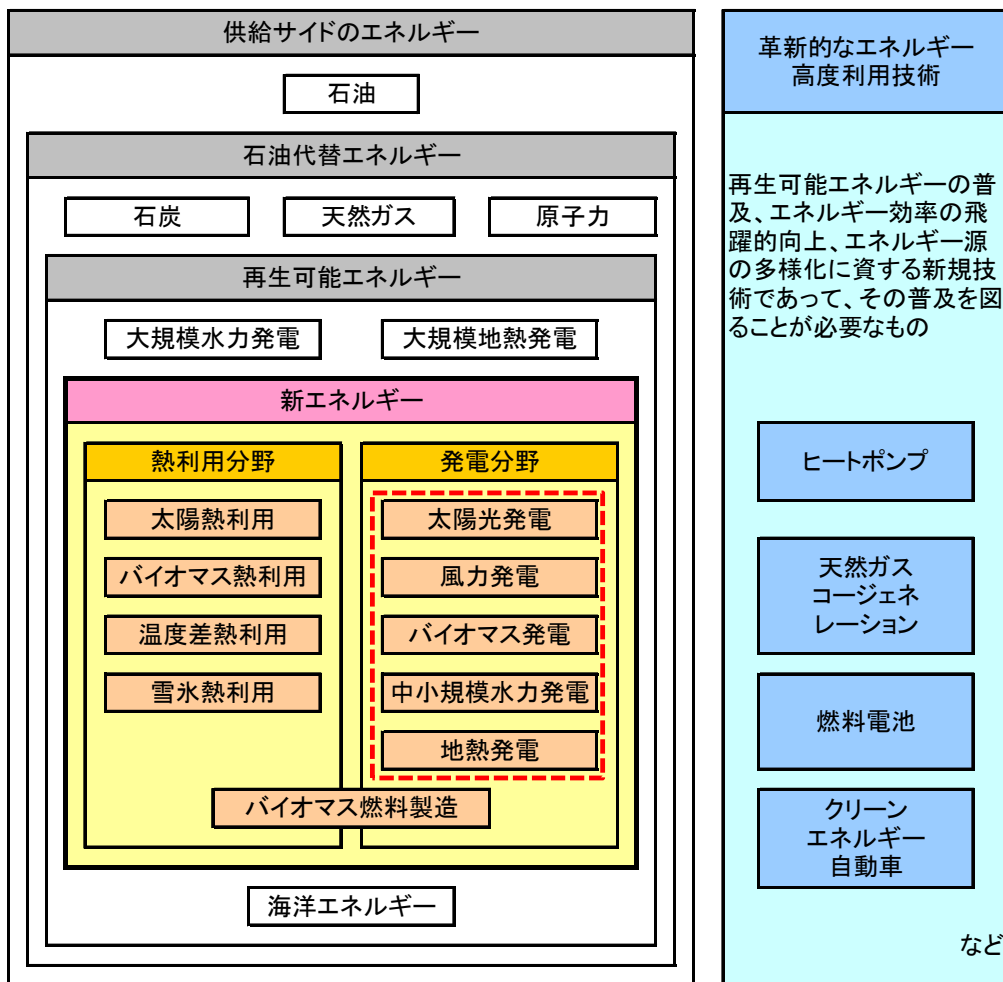 供給サイドのエネルギー
石油
石油代替エネルギー
石炭
天然ガス
原子力
再生可能エネルギー
大規模水力発電
大規模地熱発電
新エネルギー
熱利用分野
太陽熱利用
バイオマス熱利用
温度差熱利用
雪氷熱利用
発電分野
太陽光発電
風力発電
バイオマス発電
中小規模水力発電
地熱発電
バイオマス燃料製造
海洋エネルギー
革新的なエネルギー
高度利用技術
再生可能エネルギーの普
及、エネルギー効率の飛
躍的向上、エネルギー源
の多様化に資する新規技
術であって、その普及を図
ることが必要なもの
ヒートポンプ
天然ガス
コージェネ
レーション
燃料電池
クリーン
エネルギー
自動車
など